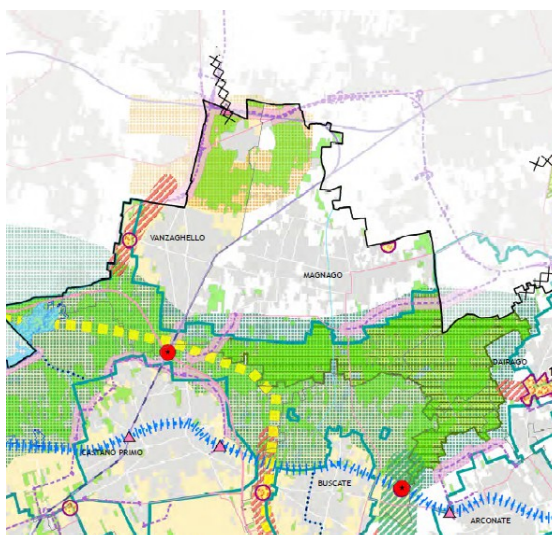 VANZAGHELLO
MAGNAGO
DAIRAGO
CASTANO PRIMO
BUSCATE
ARCONATE